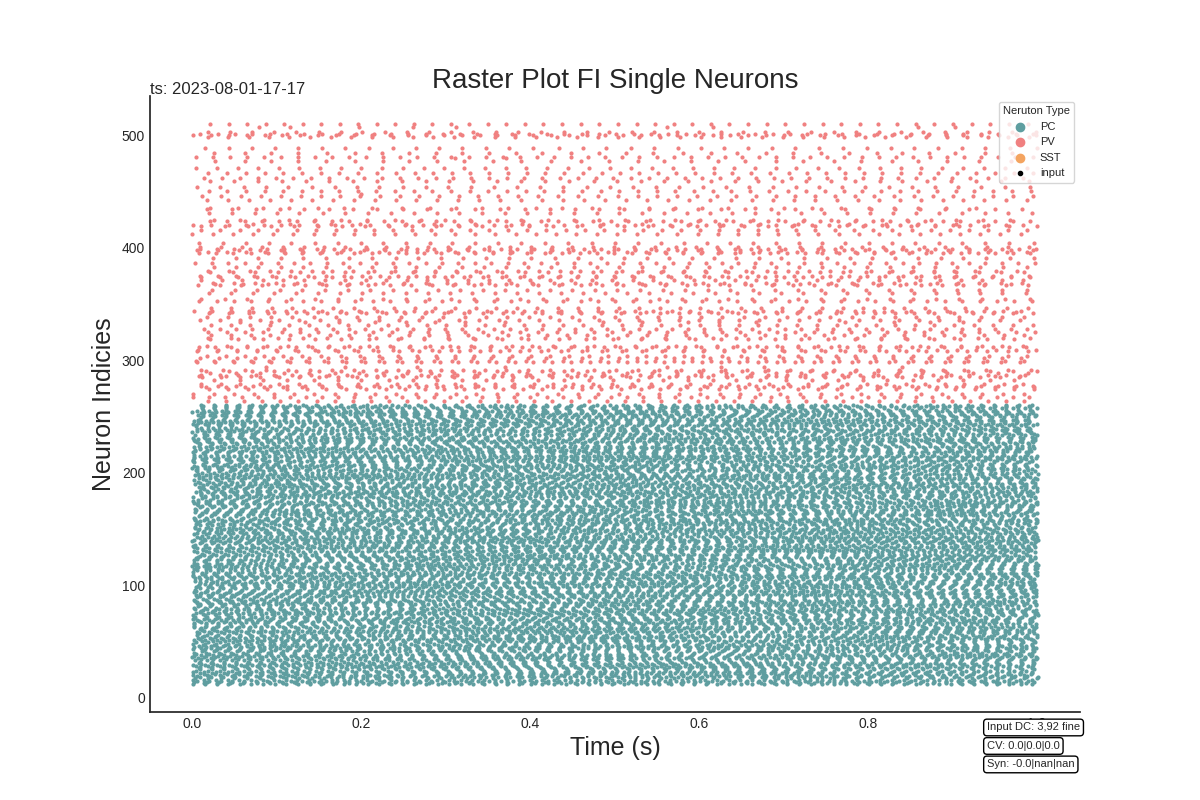 Raster Plot FI Single Neurons
ts: 2023-08-01-17-17
Neruton Type
PC
PV
SST
input
500
400
300
200
100
0
Neuron Indicies
0.0 0.2 0.4 0.6 0.8
Time (s)
Input DC: 3,92 fine
CV: 0.0|0.0|0.0
Syn: -0.0|nan|nan